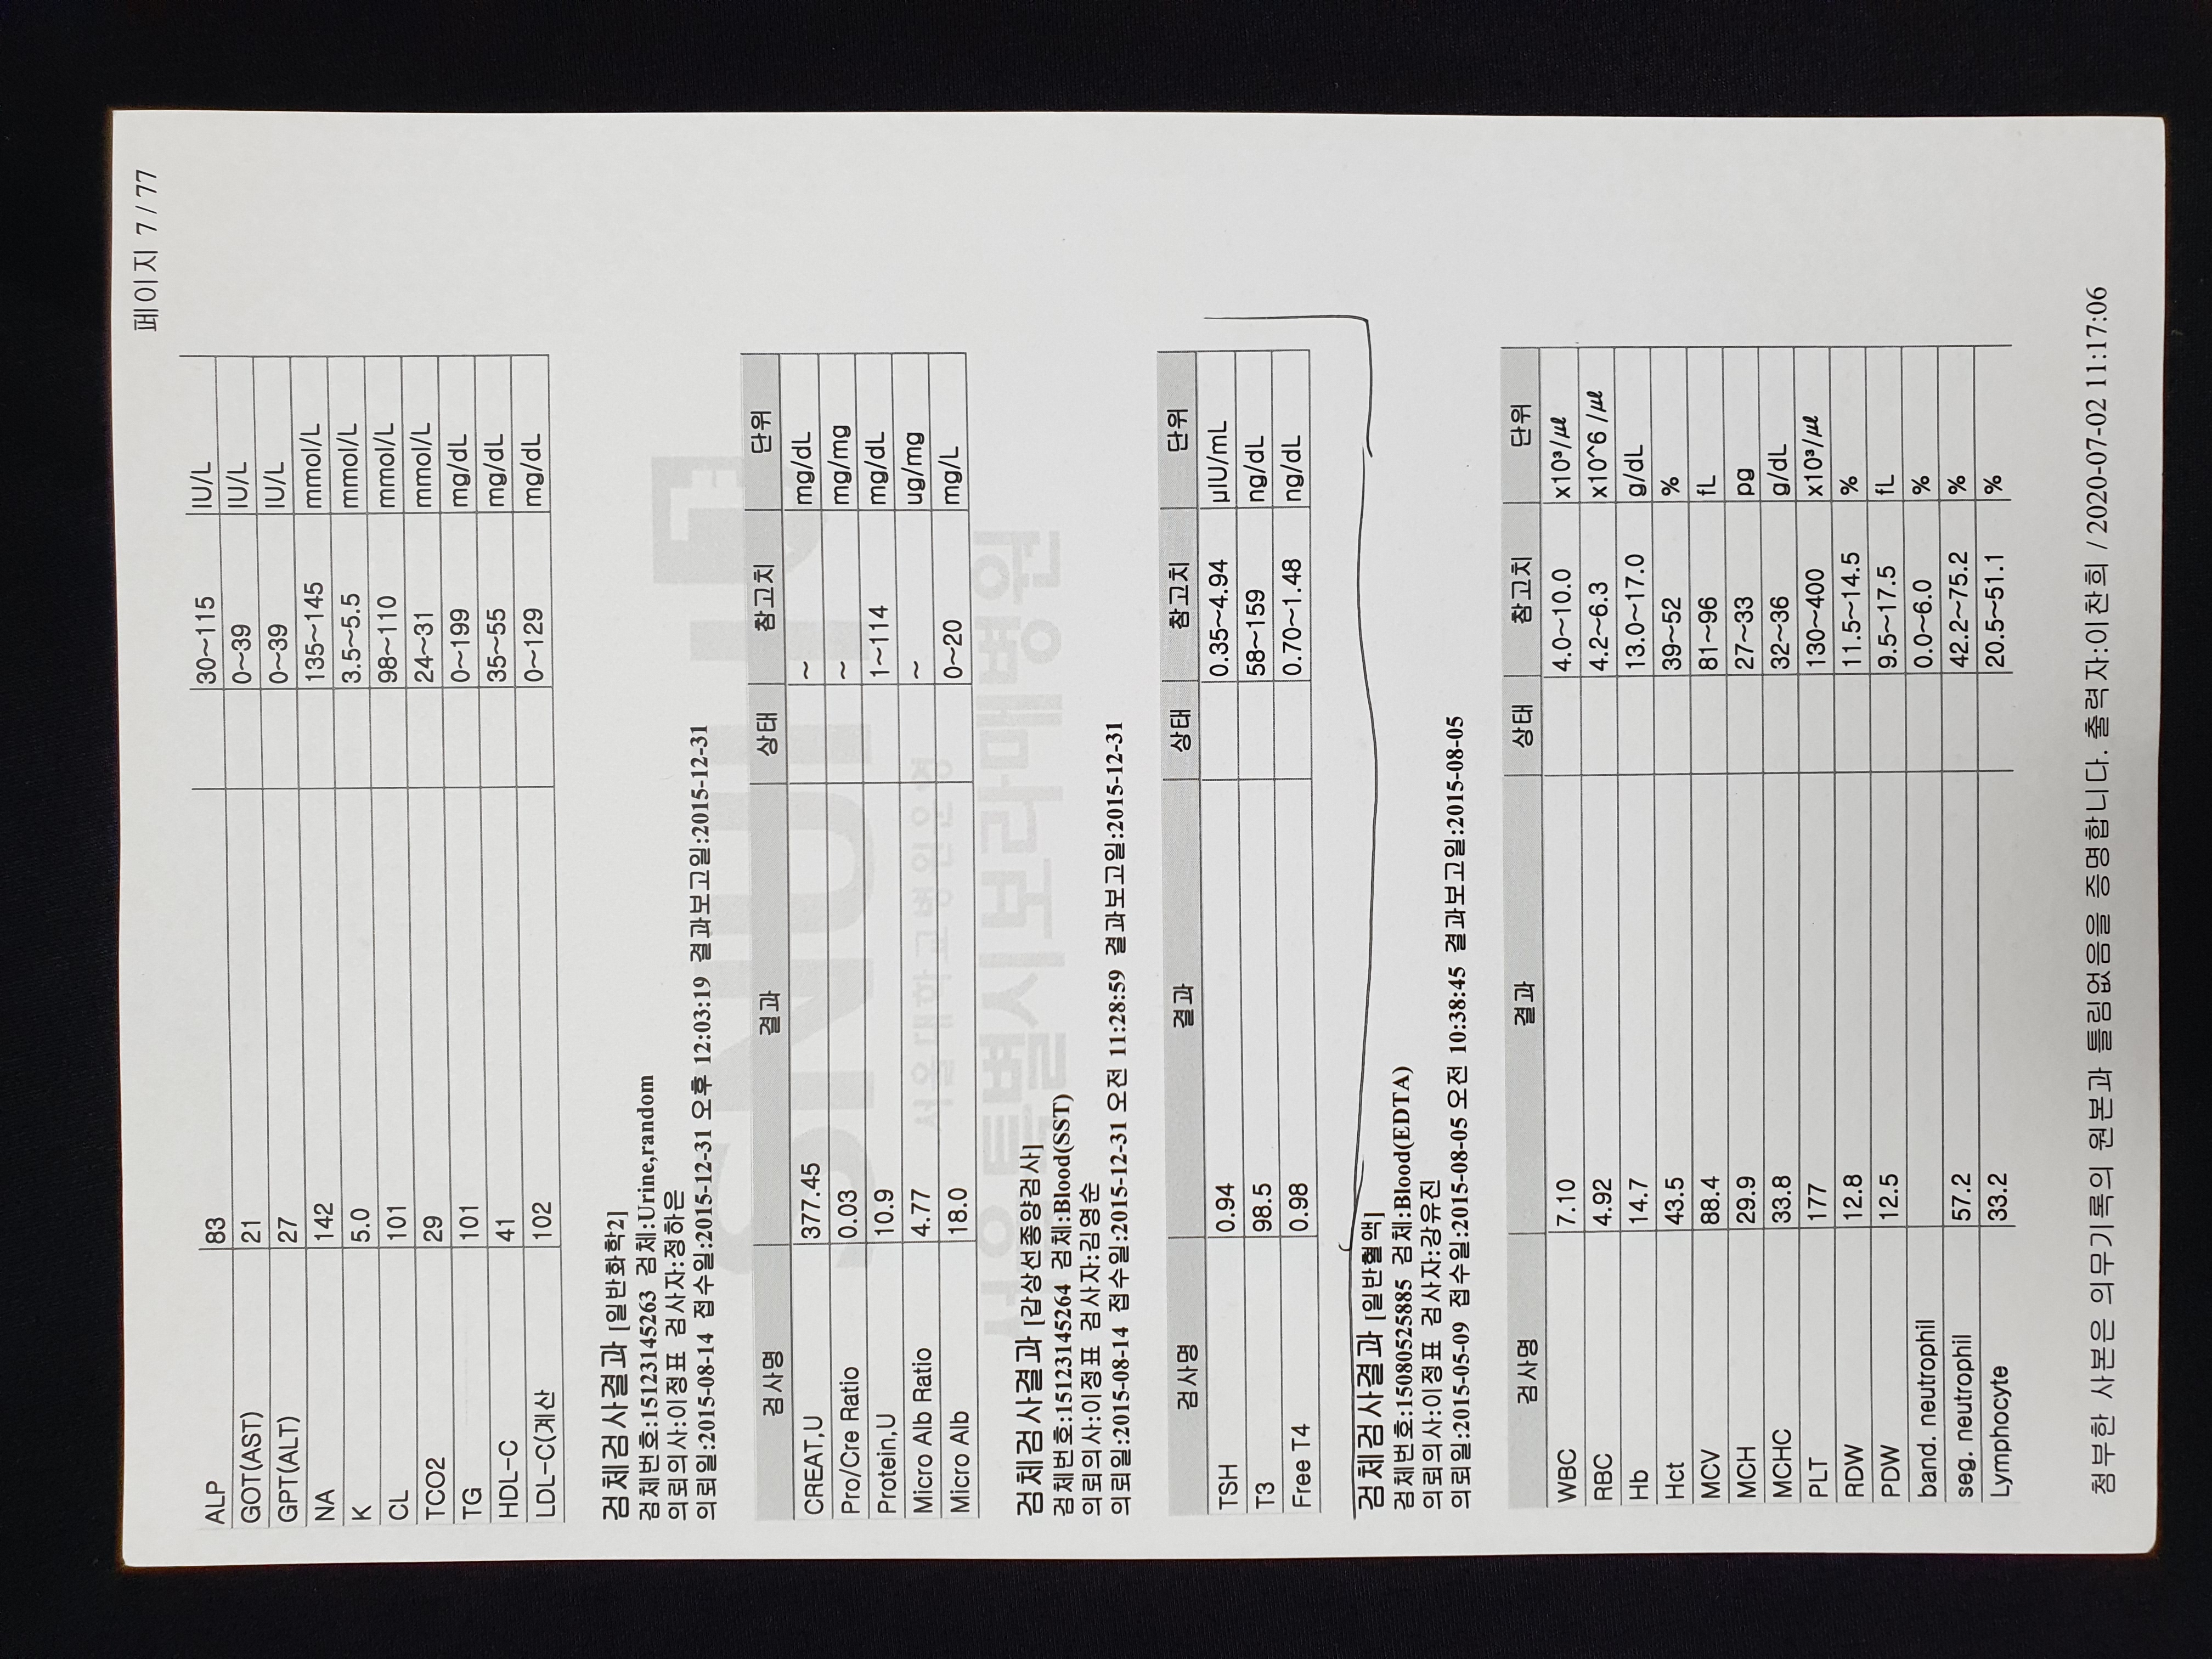 페이지 7 / 77
ALP 83 30~115 IU/L
GOT(AST) 21 0~39 IU/L
GPT(ALT) 27 0~39 IU/L
NA 142 135~145 mmol/L
K 5.0 3.5~5.5 mmol/L
CL 101 98~110 mmol/L
TCO2 29 24~31 mmol/L
TG 101 0~199 mg/dL
HDL-C 41 35~55 mg/dL
LDL-C(계산 102 0~129 mg/dL
검체검사결과 [일반화학2]
검체번호:15123145263 검체:Urine,random
의뢰의사:이정표 검사자:정하은
의뢰일:2015-08-14 접수일:2015-12-31 오후 12:03:19 결과보고일:2015-12-31
SNUH
검사명 결과 상태 참고치 단위
CREAT,U 377.45 ~ mg/dL
Pro/Cre Ratio 0.03 ~ mg/mg
Protein,U 10.9 1~114 mg/dL
Micro Alb Ratio 4.77 ~ ug/mg
Micro Alb 18.0 0~20 mg/L
서울대학교병원운영
서울특별시보라매병원
검체검사결과 [갑상선종양검사]
검체번호:15123145264 검체:Blood(SST)
의뢰의사:이정표 검사자:김영순
의뢰일:2015-08-14 접수일:2015-12-31 오전 11:28:59 결과보고일:2015-12-31
검사명 결과 상태 참고치 단위
TSH 0.94 0.35~4.94 μIU/mL
T3 98.5 58~159 ng/dL
Free T4 0.98 0.70~1.48 ng/dL
검체검사결과 [일반혈액]
검체번호:15080525885 검체:Blood(EDTA)
의뢰의사:이정표 검사자:강유진
의뢰일:2015-05-09 접수일:2015-08-05 오전 10:38:45 결과보고일:2015-08-05
검사명 결과 상태 참고치 단위
WBC 7.10 4.0~10.0 x10³/㎕
RBC 4.92 4.2~6.3 x10^6 /㎕
Hb 14.7 13.0~17.0 g/dL
Hct 43.5 39~52 %
MCV 88.4 81~96 fL
MCH 29.9 27~33 pg
MCHC 33.8 32~36 g/dL
PLT 177 130~400 x10³/㎕
RDW 12.8 11.5~14.5 %
PDW 12.5 9.5~17.5 fL
band. neutrophil 0.0~6.0 %
seg. neutrophil 57.2 42.2~75.2 %
Lymphocyte 33.2 20.5~51.1 %
첨부한 사본은 의무기록의 원본과 틀림없음을 증명합니다. 출력자:이찬희 / 2020-07-02 11:17:06